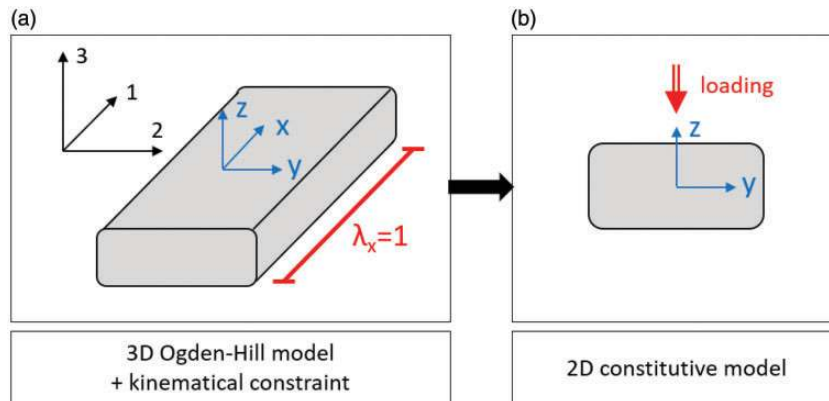 (a)
(b)
3
1
2
z
x
y
λx=1
loading
z
y
3D Ogden-Hill model
+ kinematical constraint
2D constitutive model